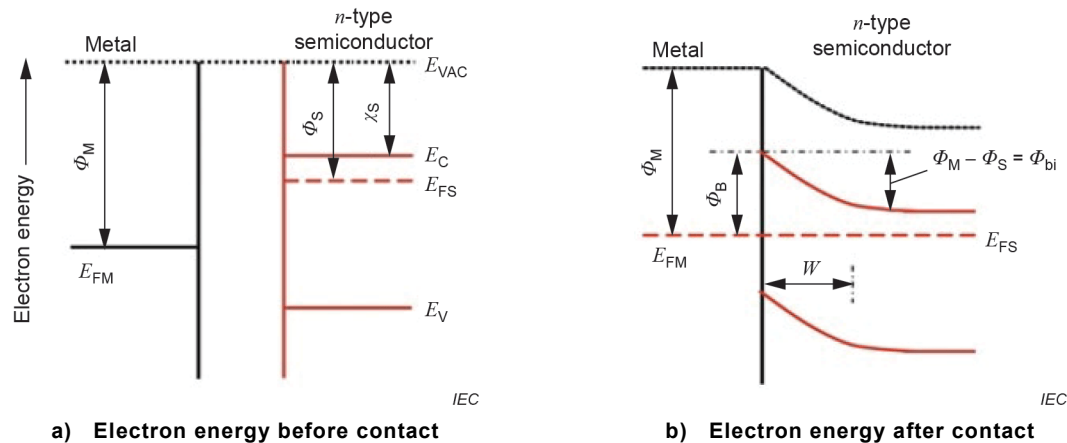 n-type
semiconductor
Metal
E_VAC
Electron energy
Φ_M
Φ_S
χ_S
E_C
E_FS
E_FM
E_V
IEC
a) Electron energy before contact
n-type
semiconductor
Metal
Φ_M
Φ_B
Φ_M − Φ_S = Φ_bi
E_FM
E_FS
W
IEC
b) Electron energy after contact